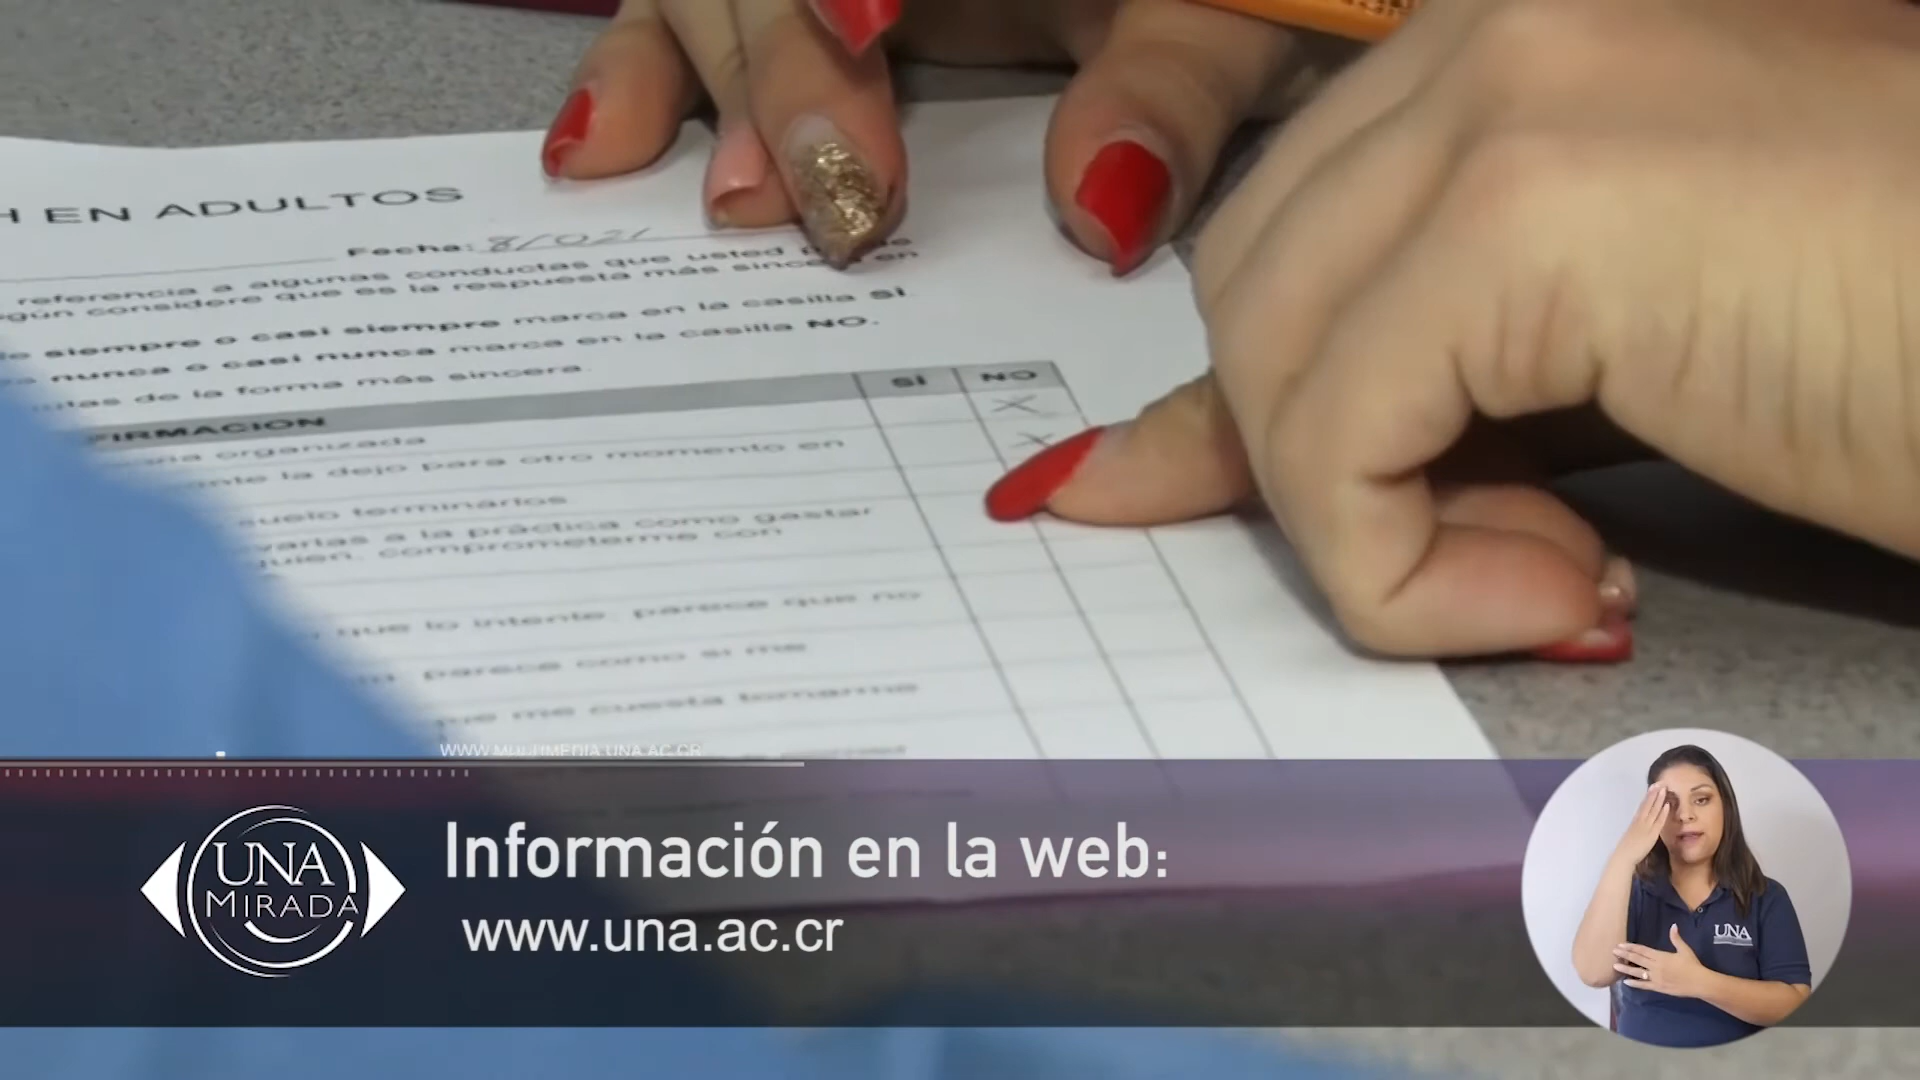 H EN ADULTOS
Fecha: 8/021
referencia a algunas conductas que usted
según considere que es la respuesta más sincera en
siempre o casi siempre marca en la casilla SÍ.
nunca o casi nunca marca en la casilla NO.
de la forma más sincera.
FIRMACIÓN SÍ NO
organizada X
la dejo para otro momento en X
suelo terminarlos
a la práctica como gastar
comprometerme con
que lo intente, parece que no
parece como si me
me cuesta tomarme
WWW.MULTIMEDIA.UNA.AC.CR
UNA
MIRADA
Información en la web:
www.una.ac.cr
UNA